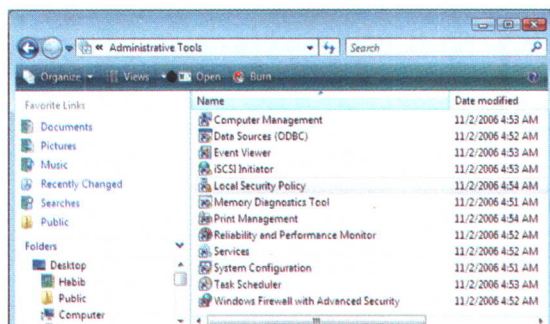 « Administrative Tools
Search
Organize Views Open Burn
Favorite Links
Documents
Pictures
Music
Recently Changed
Searches
Public
Folders
Desktop
Habib
Public
Computer
Name Date modified
Computer Management 11/2/2006 4:53 AM
Data Sources (ODBC) 11/2/2006 4:52 AM
Event Viewer 11/2/2006 4:53 AM
iSCSI Initiator 11/2/2006 4:53 AM
Local Security Policy 11/2/2006 4:54 AM
Memory Diagnostics Tool 11/2/2006 4:51 AM
Print Management 11/2/2006 4:54 AM
Reliability and Performance Monitor 11/2/2006 4:52 AM
Services 11/2/2006 4:52 AM
System Configuration 11/2/2006 4:51 AM
Task Scheduler 11/2/2006 4:53 AM
Windows Firewall with Advanced Security 11/2/2006 4:52 AM